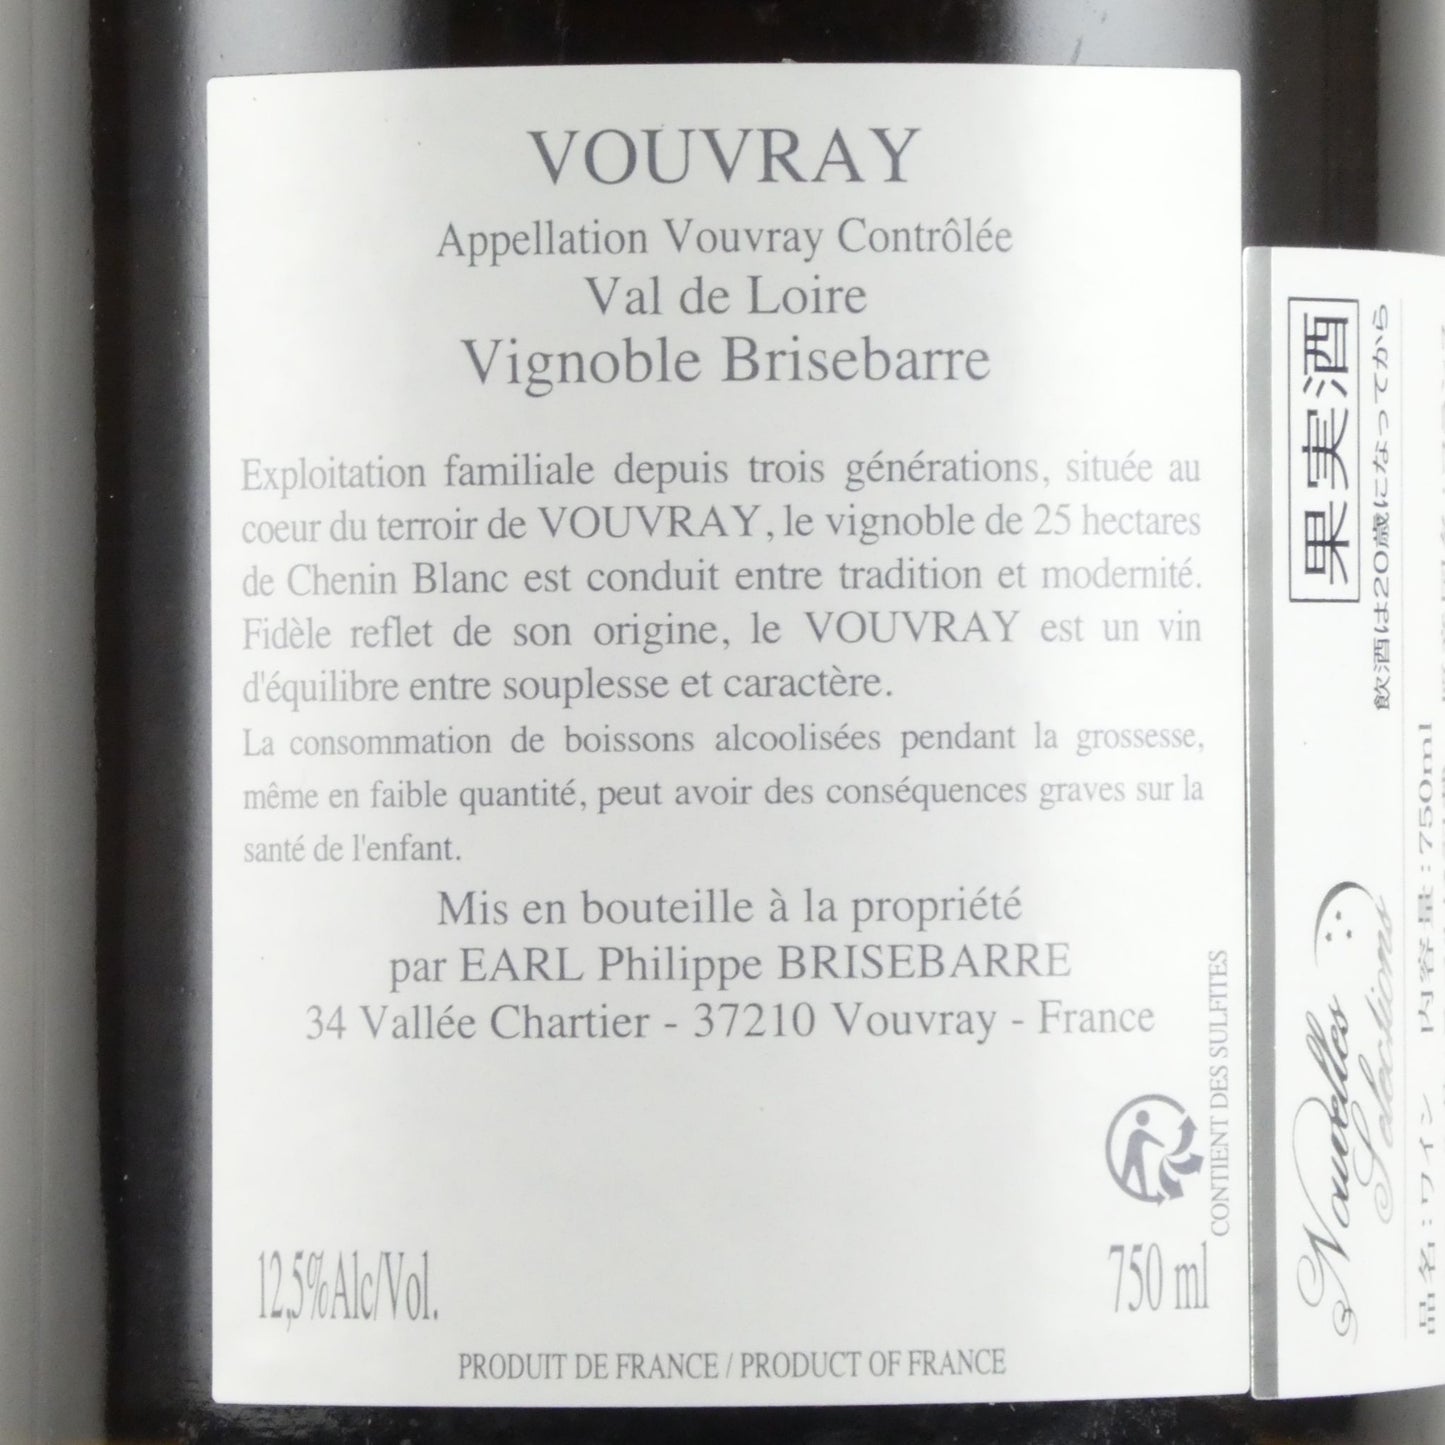 VOUVRAY
Appellation Vouvray Contrôlée
Val de Loire
Vignoble Brisebarre
Exploitation familiale depuis trois générations, située au
coeur du terroir de VOUVRAY, le vignoble de 25 hectares
de Chenin Blanc est conduit entre tradition et modernité.
Fidèle reflet de son origine, le VOUVRAY est un vin
d'équilibre entre souplesse et caractère.
La consommation de boissons alcoolisées pendant la grossesse,
même en faible quantité, peut avoir des conséquences graves sur la
santé de l'enfant.
Mis en bouteille à la propriété
par EARL Philippe BRISEBARRE
34 Vallée Chartier - 37210 Vouvray - France
CONTIENT DES SULFITES
12,5%Alc/Vol.
750 ml
PRODUIT DE FRANCE / PRODUCT OF FRANCE
果実酒
飲酒は20歳になってから
Nouvelles
Selections
品名：ワイン 内容量：750ml